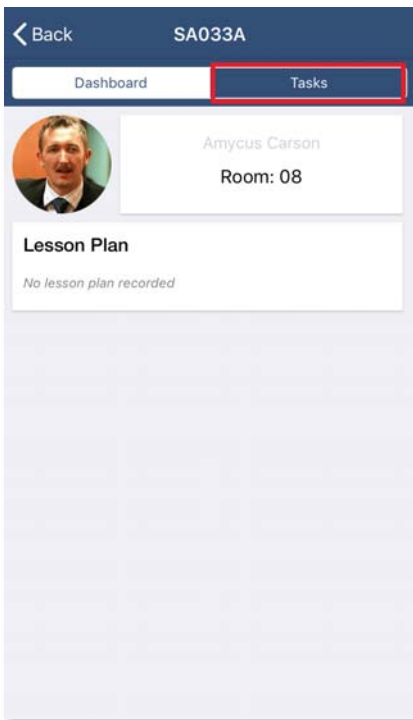 Back
SA033A
Dashboard
Tasks
Amycus Carson
Room: 08
Lesson Plan
No lesson plan recorded